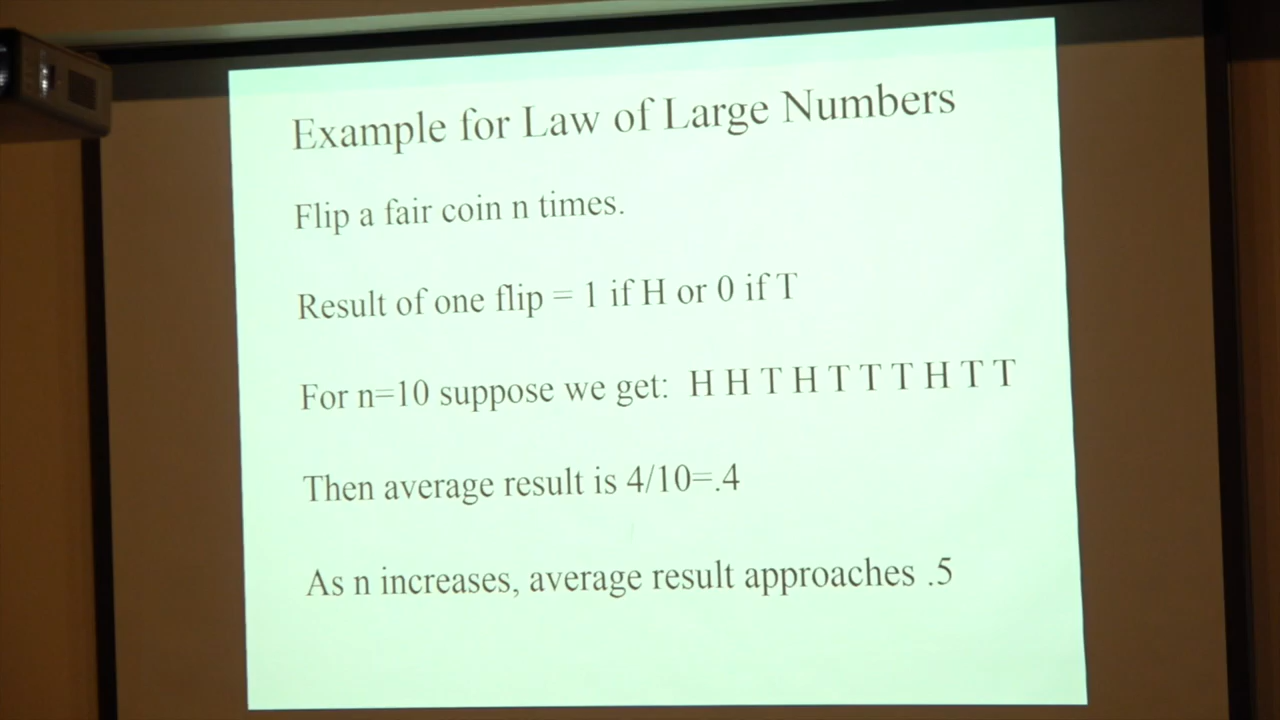 Example for Law of Large Numbers
Flip a fair coin n times.
Result of one flip = 1 if H or 0 if T
For n=10 suppose we get: H H T H T T T H T T
Then average result is 4/10=.4
As n increases, average result approaches .5